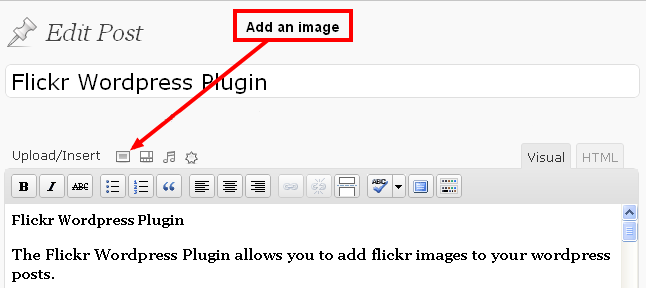 Add an image
Edit Post
Flickr Wordpress Plugin
Upload/Insert
Visual HTML
B I ABC ABC
Flickr Wordpress Plugin
The Flickr Wordpress Plugin allows you to add flickr images to your wordpress
posts.